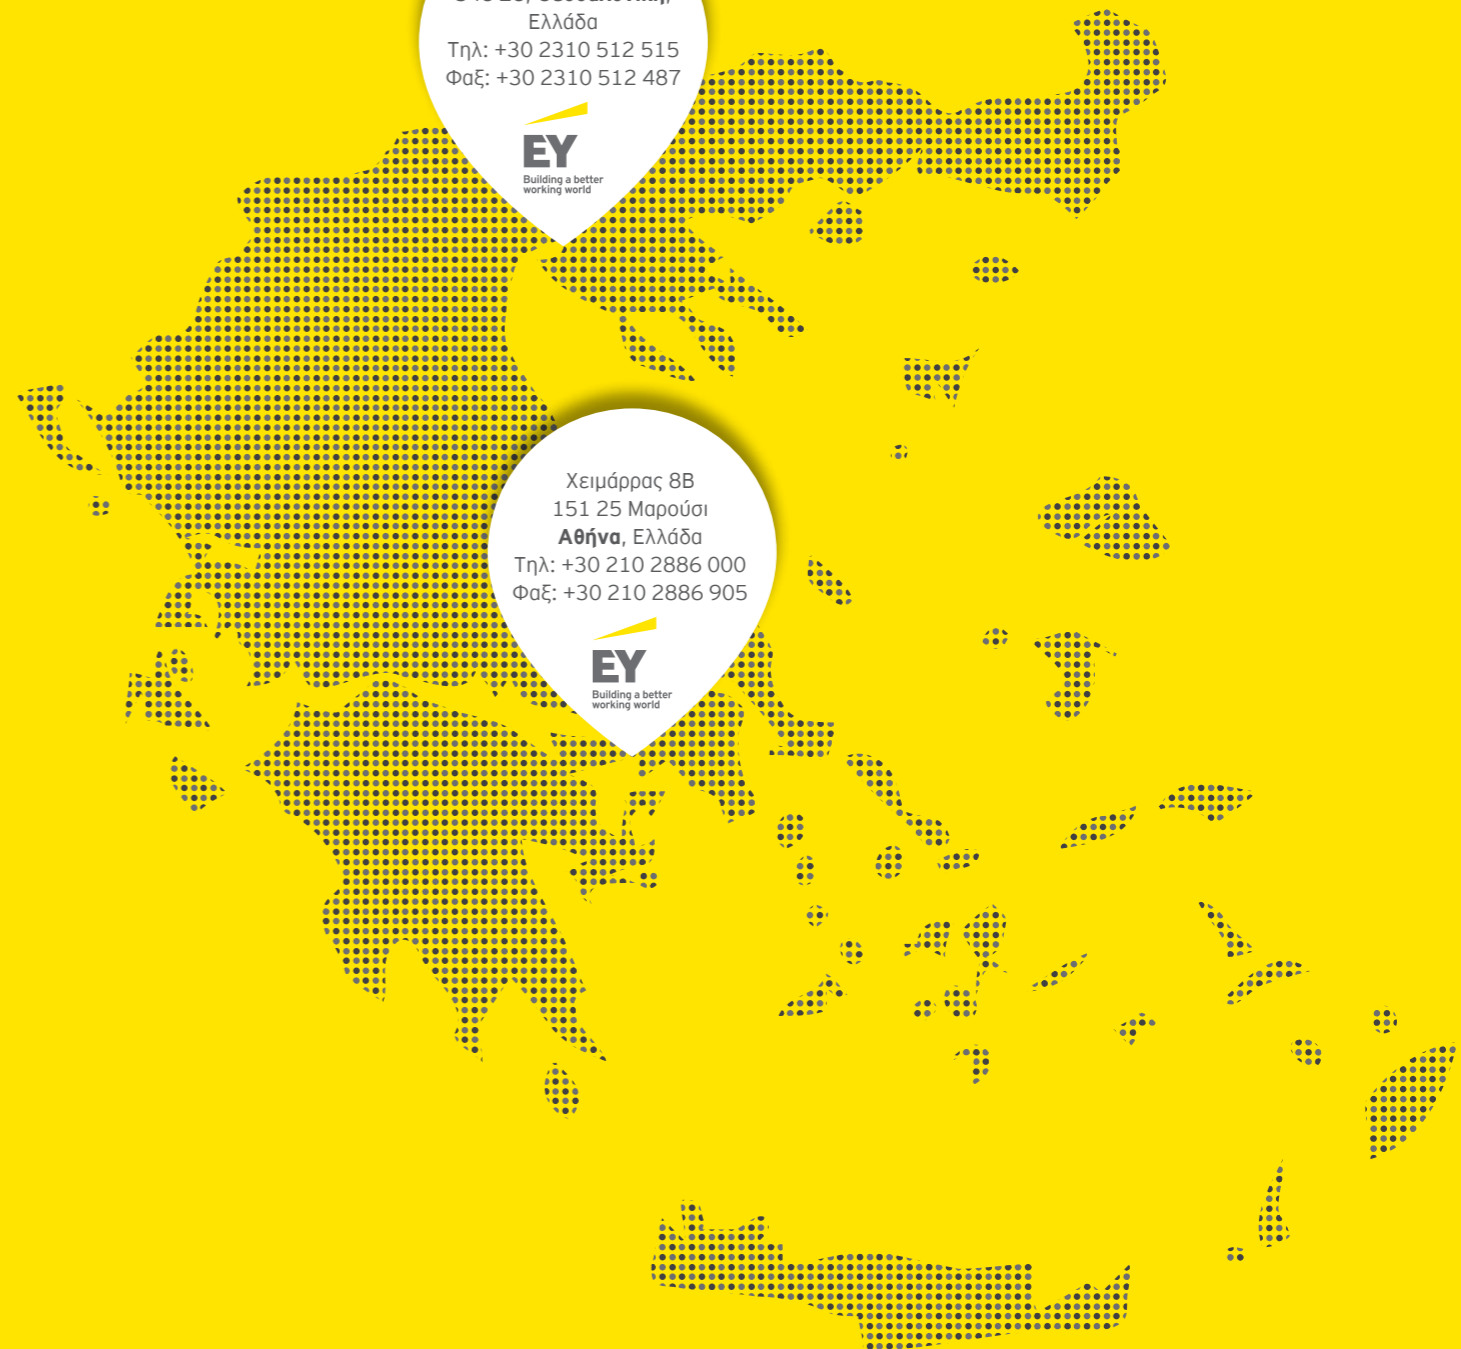 Ελλάδα
Τηλ: +30 2310 512 515
Φαξ: +30 2310 512 487
EY
Building a better
working world
Χειμάρρας 8Β
151 25 Μαρούσι
Αθήνα, Ελλάδα
Τηλ: +30 210 2886 000
Φαξ: +30 210 2886 905
EY
Building a better
working world